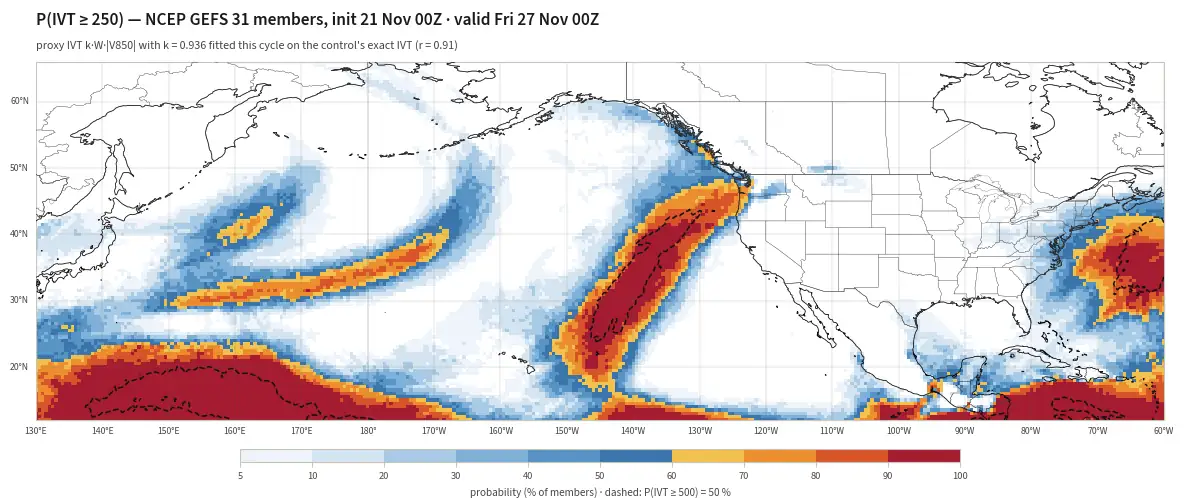 P(IVT ≥ 250) — NCEP GEFS 31 members, init 21 Nov 00Z · valid Fri 27 Nov 00Z
proxy IVT k·W·|V850| with k = 0.936 fitted this cycle on the control's exact IVT (r = 0.91)
60°N
50°N
40°N
30°N
20°N
130°E 140°E 150°E 160°E 170°E 180° 170°W 160°W 150°W 140°W 130°W 120°W 110°W 100°W 90°W 80°W 70°W 60°W
5 10 20 30 40 50 60 70 80 90 100
probability (% of members) · dashed: P(IVT ≥ 500) = 50 %